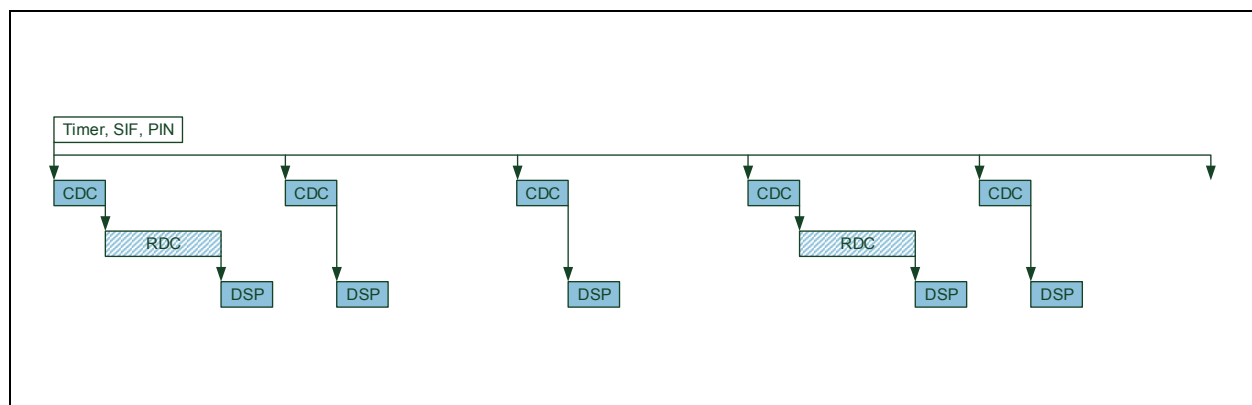 Timer, SIF, PIN
CDC CDC CDC CDC CDC
RDC RDC
DSP DSP DSP DSP DSP